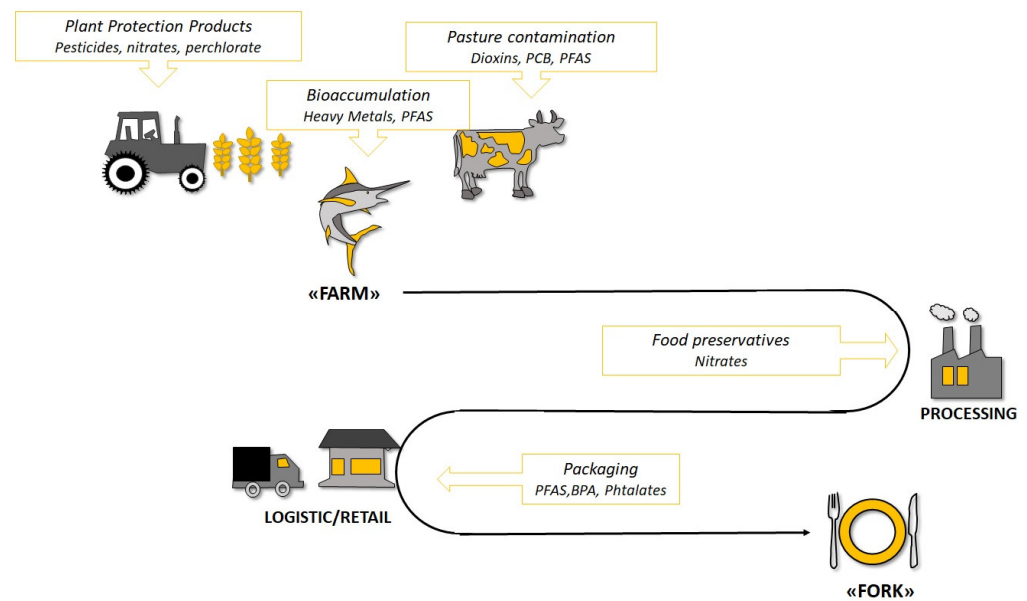 Plant Protection Products
Pesticides, nitrates, perchlorate
Pasture contamination
Dioxins, PCB, PFAS
Bioaccumulation
Heavy Metals, PFAS
«FARM»
Food preservatives
Nitrates
PROCESSING
Packaging
PFAS,BPA, Phtalates
LOGISTIC/RETAIL
«FORK»